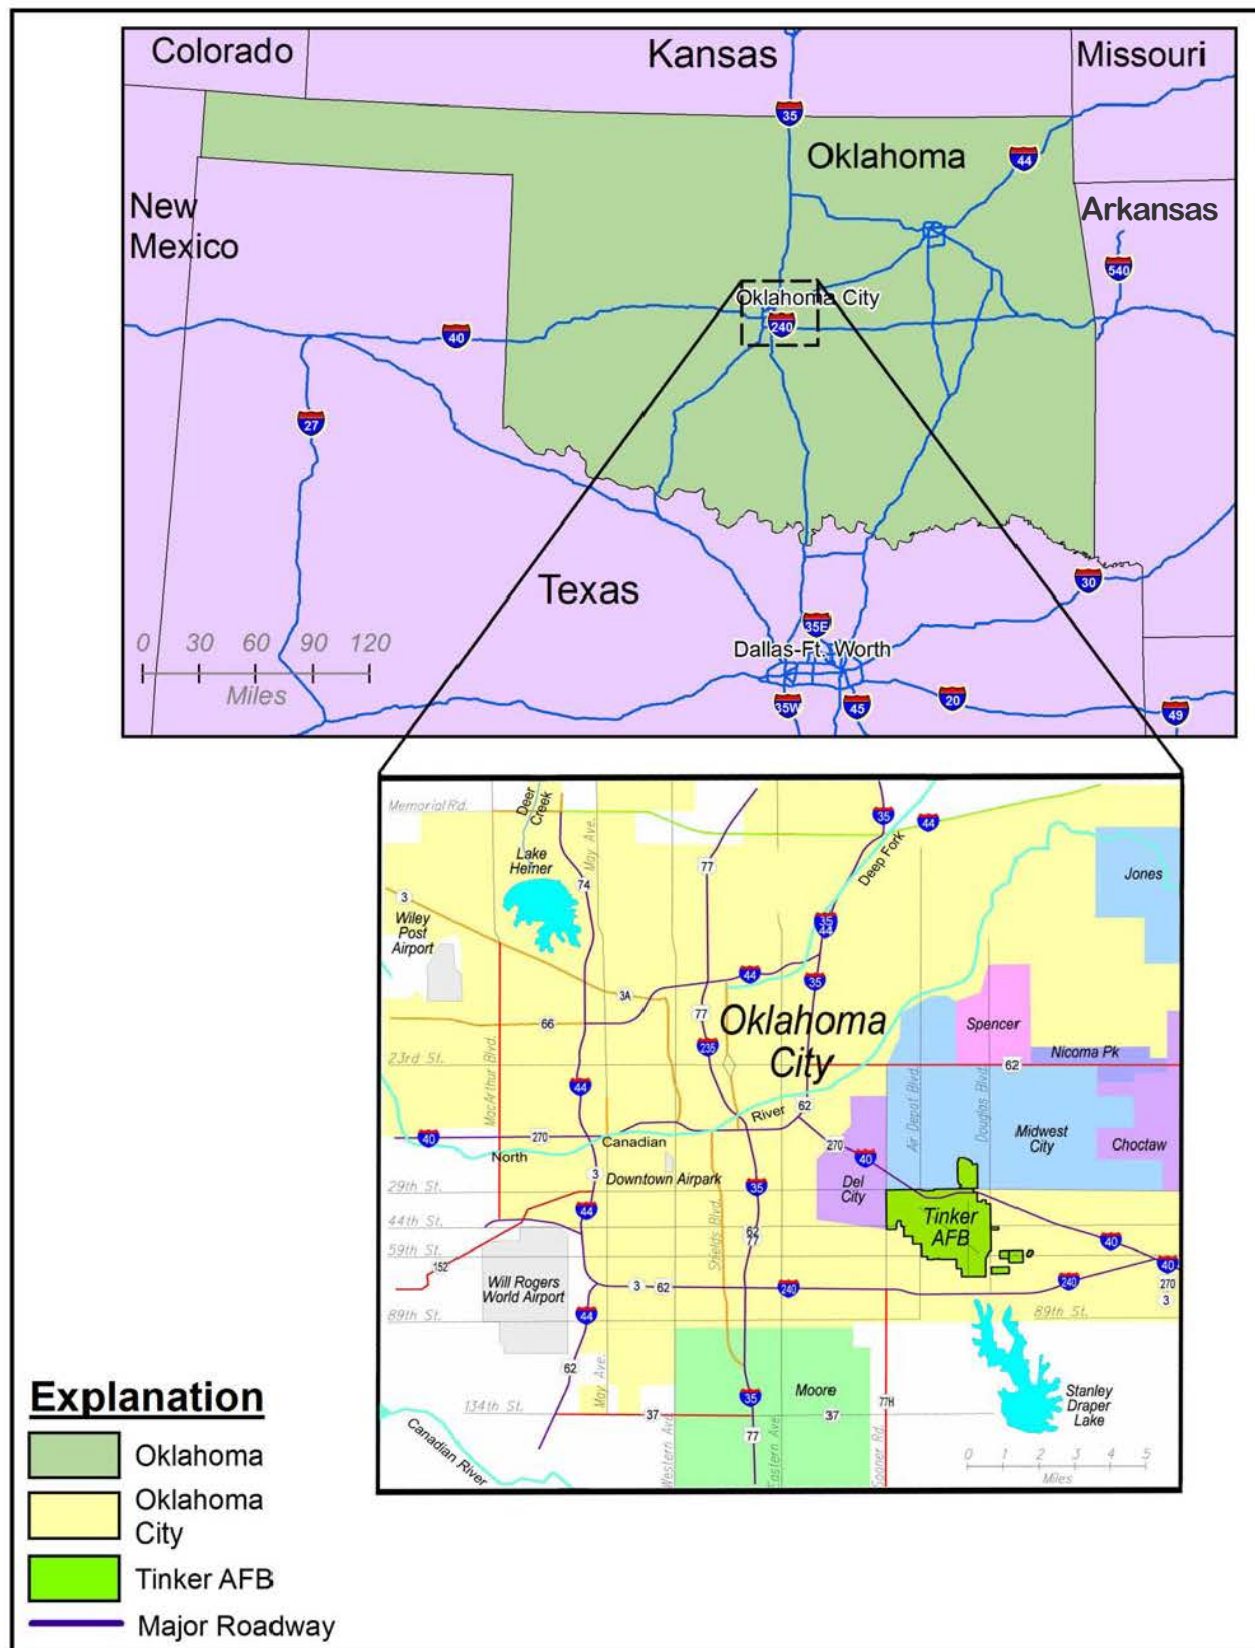 Colorado
Kansas
Missouri
35
Oklahoma
44
New
Mexico
Arkansas
540
Oklahoma City
240
40
27
Texas
30
0 30 60 90 120
Miles
35E
Dallas-Ft. Worth
35W
45
20
49
Memorial Rd.
Deer
Creek
May Ave.
35
44
Lake
Hefner
77
Deep Fork
Jones
74
3
Wiley
Post
Airport
35
44
44
35
3A
66
77
Oklahoma
City
Spencer
235
Nicoma Pk
23rd St.
MacArthur Blvd.
62
44
Air Depot Blvd.
Douglas Blvd.
62
River
40
270
Canadian
270
Midwest
City
Choctaw
North
40
3
Downtown Airpark
Del
City
29th St.
35
44
Shields Blvd.
Tinker
AFB
44th St.
62
77
40
59th St.
152
40
Will Rogers
World Airport
3
62
240
240
270
3
44
89th St.
89th St.
62
May Ave.
Moore
35
77H
Stanley
Draper
Lake
134th St.
37
37
77
Canadian River
Western Ave.
Eastern Ave.
Sooner Rd.
0 1 2 3 4 5
Miles
Explanation
Oklahoma
Oklahoma
City
Tinker AFB
Major Roadway